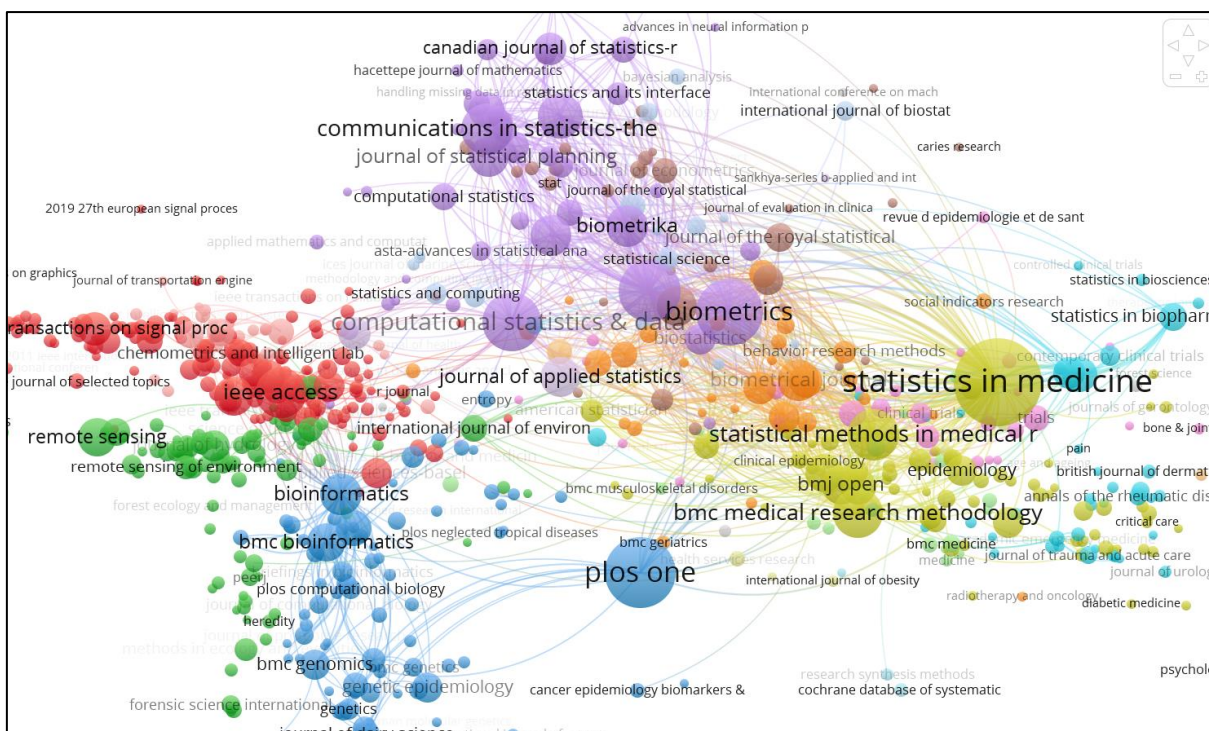 advances in neural information p
canadian journal of statistics-r
hacettepe journal of mathematics
bayesian analysis
handling missing data in
statistics and its interface
international conference on mach
international journal of biostat
communications in statistics-the
journal of statistical planning
caries research
journal of econometrics
sankhya-series b-applied and int
stat
journal of the royal statistical
computational statistics
2019 27th european signal proces
journal of evaluation in clinica
revue d epidemiologie et de sant
biometrika
journal of the royal statistical
applied mathematics and computat
asta-advances in statistical ana
statistical science
controlled clinical trials
on graphics
journal of transportation engine
statistics in biosciences
statistics and computing
social indicators research
ransactions on signal proc
computational statistics & data
biometrics
statistics in biopharm
biostatistics
chemometrics and intelligent lab
behavior research methods
contemporary clinical trials
forest science
journal of selected topics
ieee access
r journal
journal of applied statistics
biometrical jo
statistics in medicine
entropy
american statistician
clinical trials
trials
journals of gerontology
international journal of environ
bone & joint
remote sensing
statistical methods in medical r
pain
remote sensing of environment
clinical epidemiology
epidemiology
british journal of dermat
bioinformatics
bmc musculoskeletal disorders
bmj open
annals of the rheumatic dis
forest ecology and management
bmc medical research methodology
critical care
bmc bioinformatics
plos neglected tropical diseases
bmc geriatrics
bmc medicine
journal of trauma and acute care
health services research
medicine
peerj
briefings in bioinformatics
plos one
international journal of obesity
journal of urolog
plos computational biology
radiotherapy and oncology
diabetic medicine
heredity
bmc genomics
bmc genetics
psychol
research synthesis methods
genetic epidemiology
cancer epidemiology biomarkers &
cochrane database of systematic
forensic science international
genetics
journal of dairy science